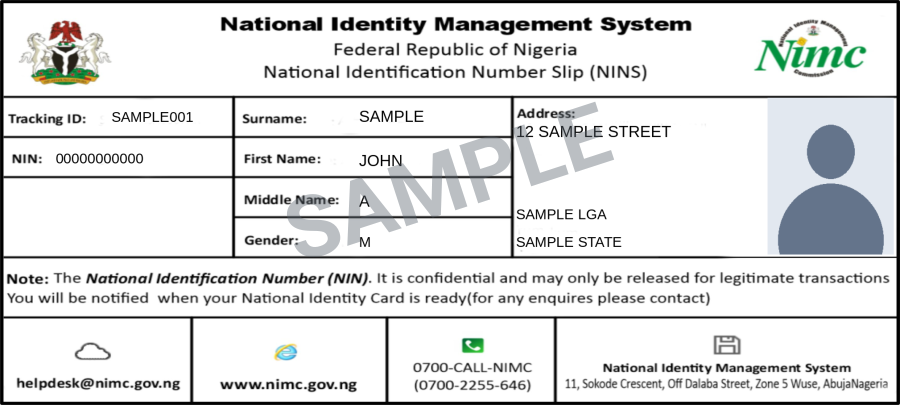 National Identity Management System
Federal Republic of Nigeria
National Identification Number Slip (NINS)
National Identity Management
Nimc
Commission
Tracking ID: SAMPLE001
Surname: SAMPLE
Address:
12 SAMPLE STREET
NIN: 00000000000
First Name: JOHN
Middle Name: A
SAMPLE LGA
Gender: M
SAMPLE STATE
SAMPLE
Note: The National Identification Number (NIN). It is confidential and may only be released for legitimate transactions
You will be notified when your National Identity Card is ready(for any enquires please contact)
helpdesk@nimc.gov.ng
www.nimc.gov.ng
0700-CALL-NIMC
(0700-2255-646)
National Identity Management System
11, Sokode Crescent, Off Dalaba Street, Zone 5 Wuse, AbujaNageria